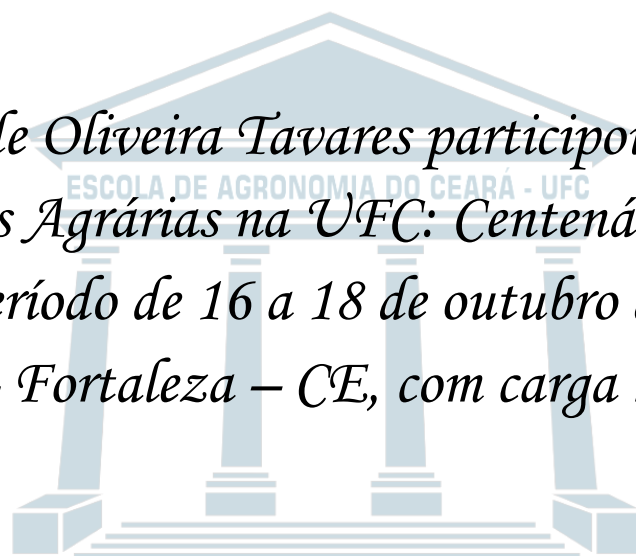 de Oliveira Tavares participou
ESCOLA DE AGRONOMIA DO CEARÁ - UFC
s Agrárias na UFC: Centená
eríodo de 16 a 18 de outubro
- Fortaleza – CE, com carga